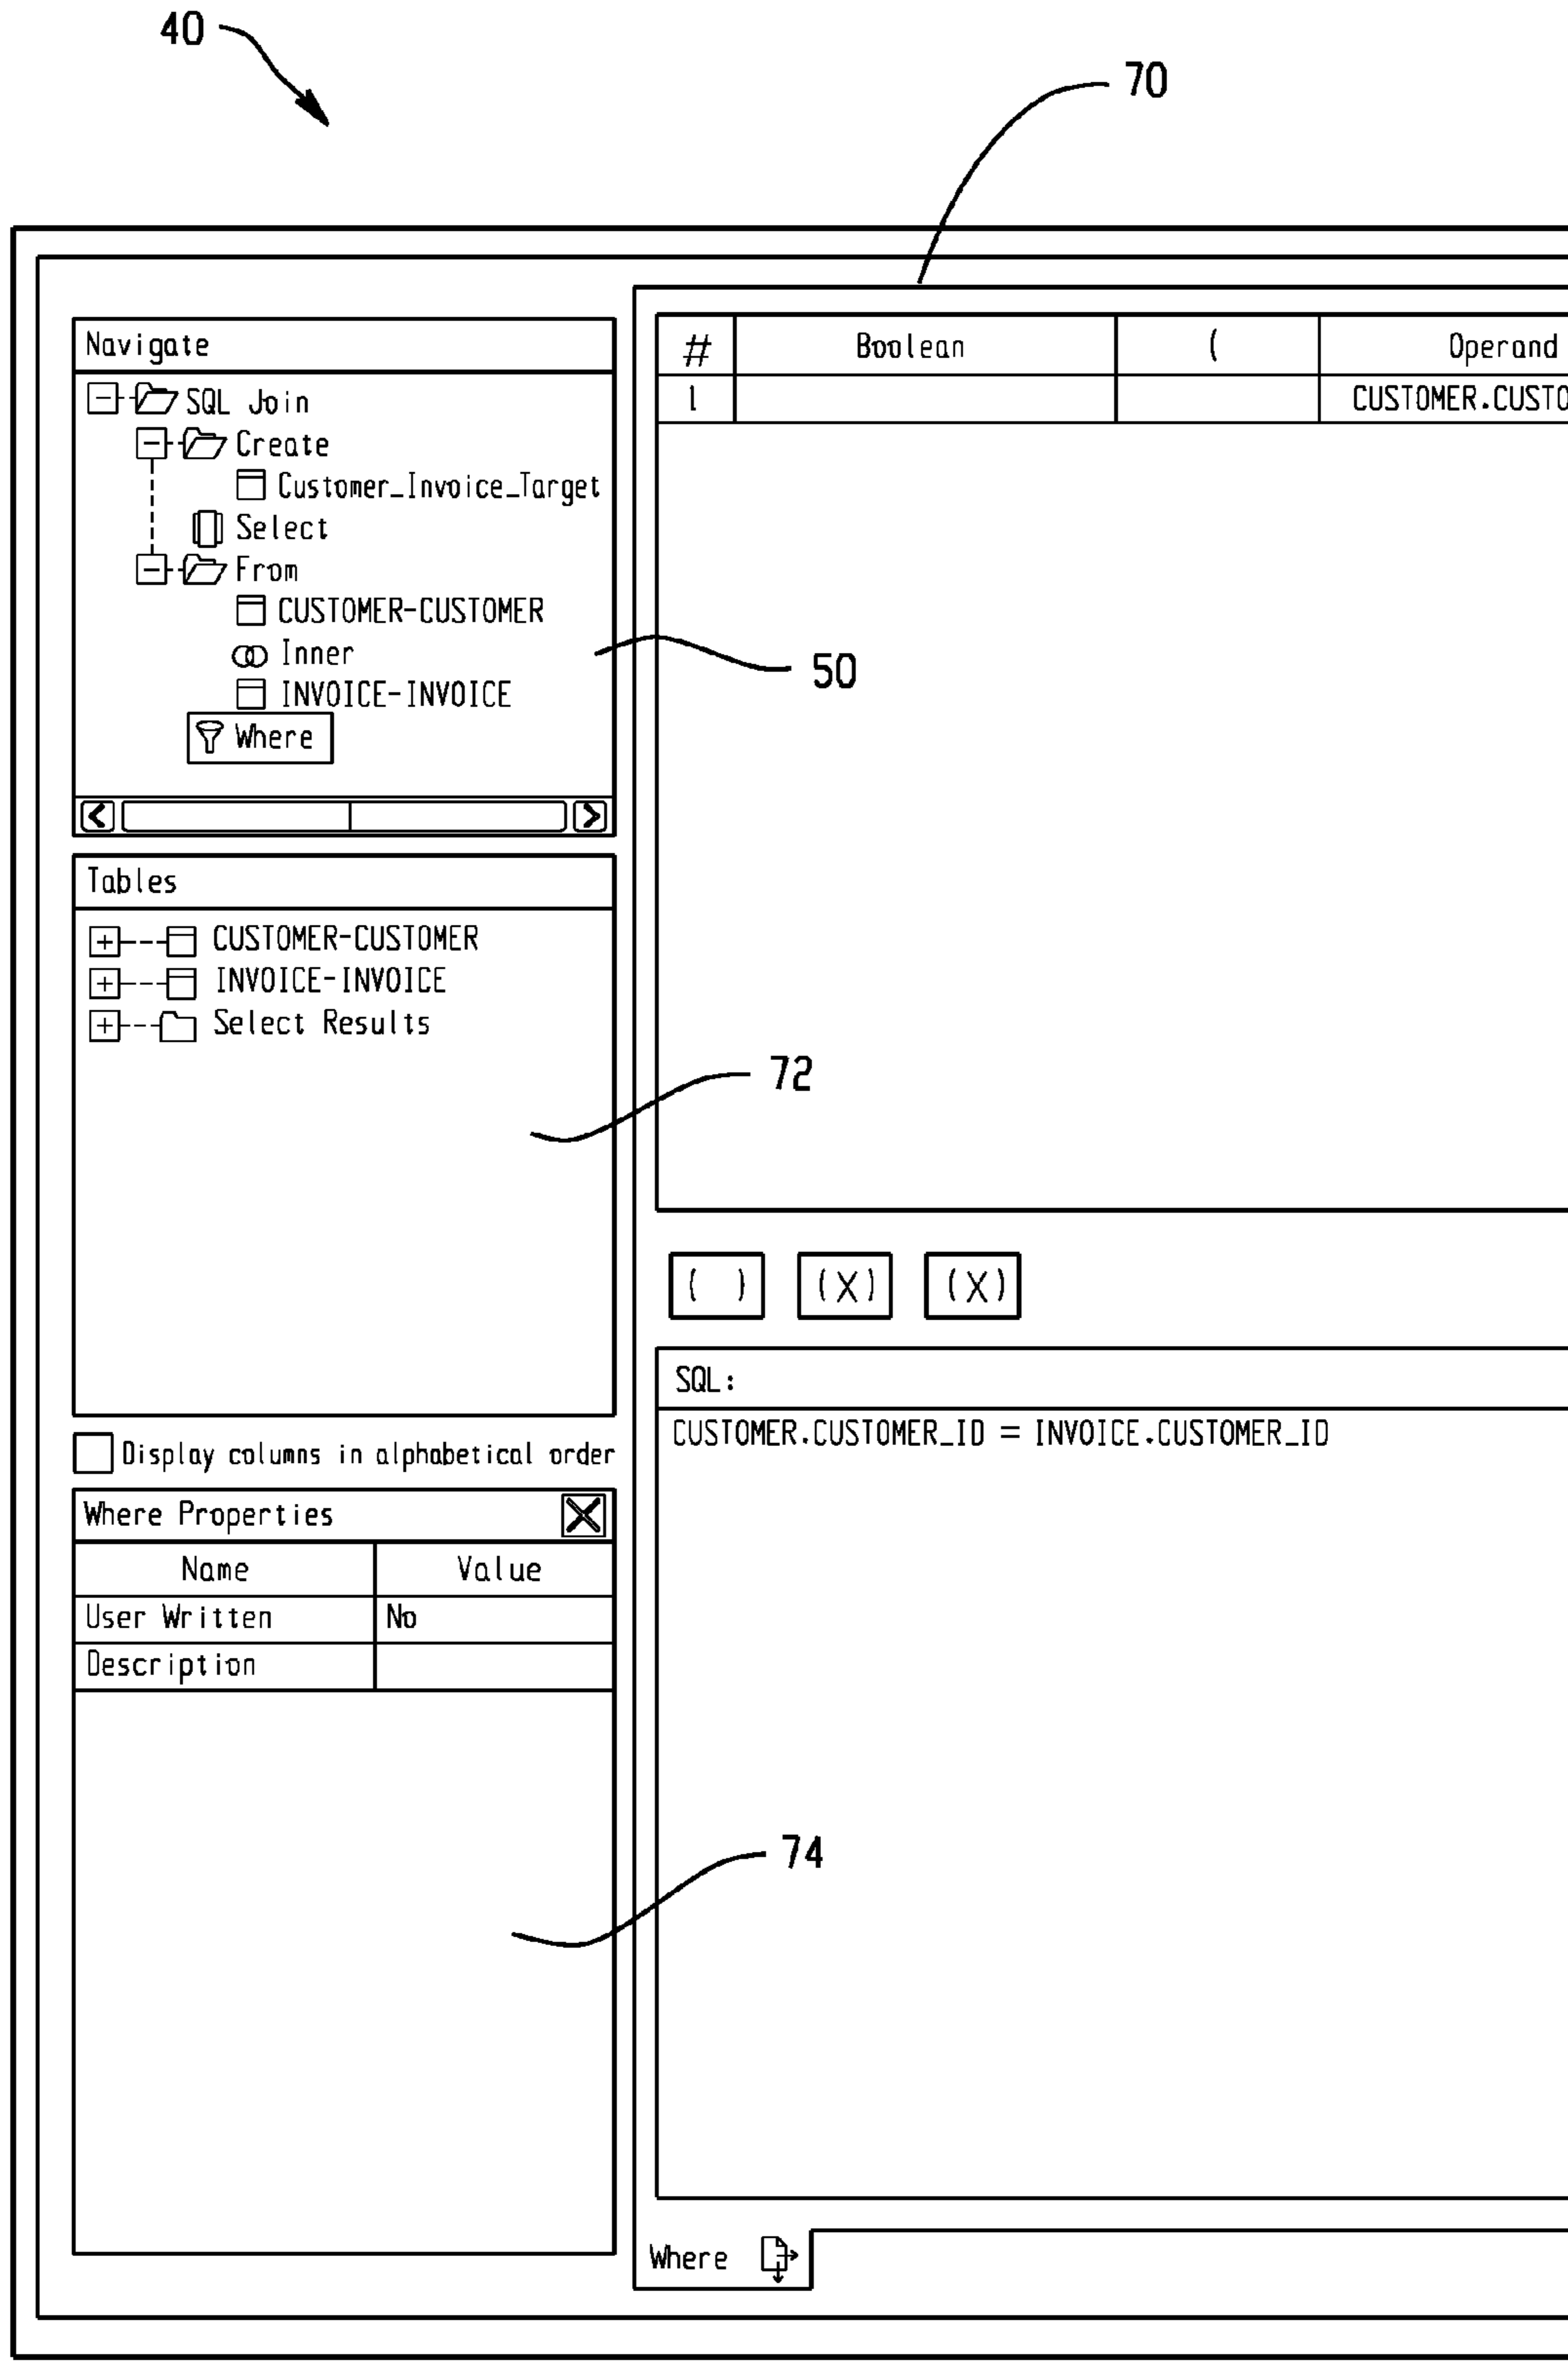 40
70
Navigate
SQL Join
Create
Customer_Invoice_Target
Select
From
CUSTOMER-CUSTOMER
Inner
INVOICE-INVOICE
Where
50
# Boolean ( Operand
1 CUSTOMER.CUSTO
Tables
CUSTOMER-CUSTOMER
INVOICE-INVOICE
Select Results
72
( ) (X) (X)
Display columns in alphabetical order
SQL:
CUSTOMER.CUSTOMER_ID = INVOICE.CUSTOMER_ID
Where Properties
Name Value
User Written No
Description
74
Where